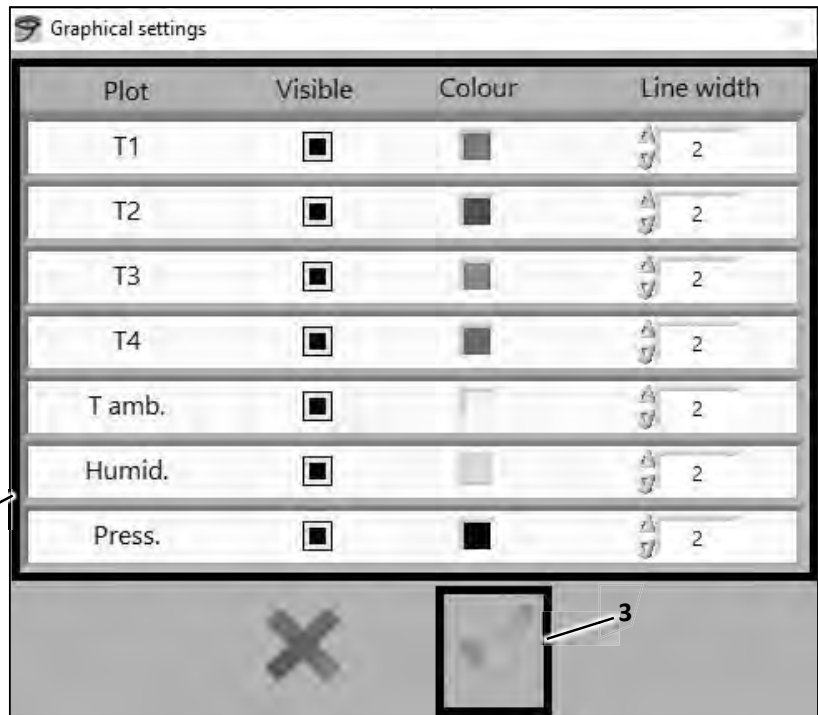 Graphical settings
Plot Visible Colour Line width
T1 2
T2 2
T3 2
T4 2
T amb. 2
Humid. 2
Press. 2
3